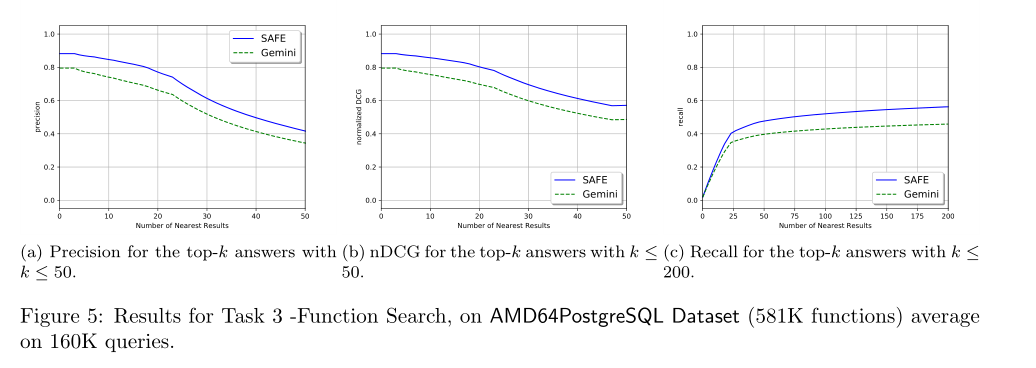 1.0
0.8
0.6
0.4
0.2
0.0
precision
0 10 20 30 40 50
Number of Nearest Results
SAFE
Gemini
1.0
0.8
0.6
0.4
0.2
0.0
normalized DCG
0 10 20 30 40 50
Number of Nearest Results
SAFE
Gemini
1.0
0.8
0.6
0.4
0.2
0.0
recall
0 25 50 75 100 125 150 175 200
Number of Nearest Results
SAFE
Gemini
(a) Precision for the top-k answers with
k ≤ 50.
(b) nDCG for the top-k answers with k ≤
50.
(c) Recall for the top-k answers with k ≤
200.
Figure 5: Results for Task 3 -Function Search, on AMD64PostgreSQL Dataset (581K functions) average
on 160K queries.